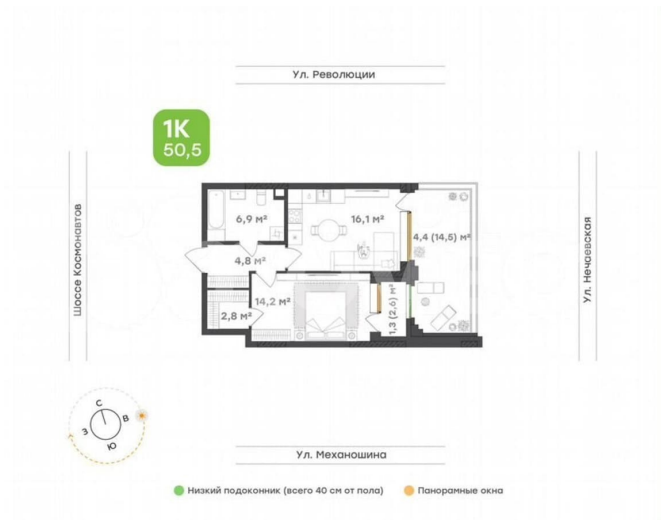 Ул. Революции
1К
50,5
Шоссе Космонавтов
Ул. Нечаевская
6,9 м²
16,1 м²
4,4 (14,5) м²
4,8 м²
14,2 м²
2,8 м²
1,3 (2,6) м²
С
В
З
Ю
Ул. Механошина
Низкий подоконник (всего 40 см от пола)
Панорамные окна